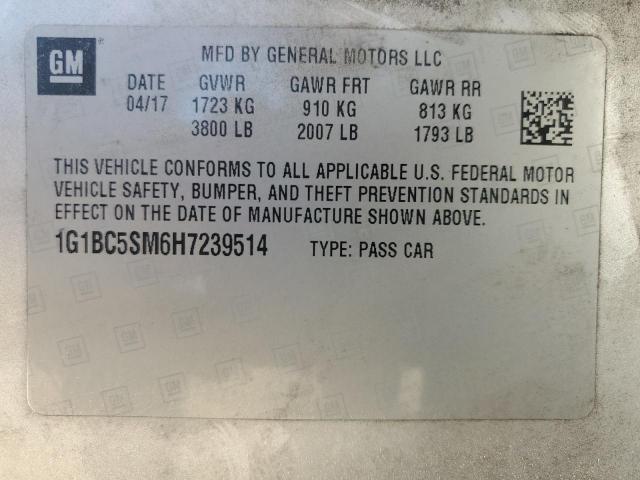 GM
MFD BY GENERAL MOTORS LLC
DATE GVWR GAWR FRT GAWR RR
04/17 1723 KG 910 KG 813 KG
3800 LB 2007 LB 1793 LB
THIS VEHICLE CONFORMS TO ALL APPLICABLE U.S. FEDERAL MOTOR
VEHICLE SAFETY, BUMPER, AND THEFT PREVENTION STANDARDS IN
EFFECT ON THE DATE OF MANUFACTURE SHOWN ABOVE.
1G1BC5SM6H7239514 TYPE: PASS CAR